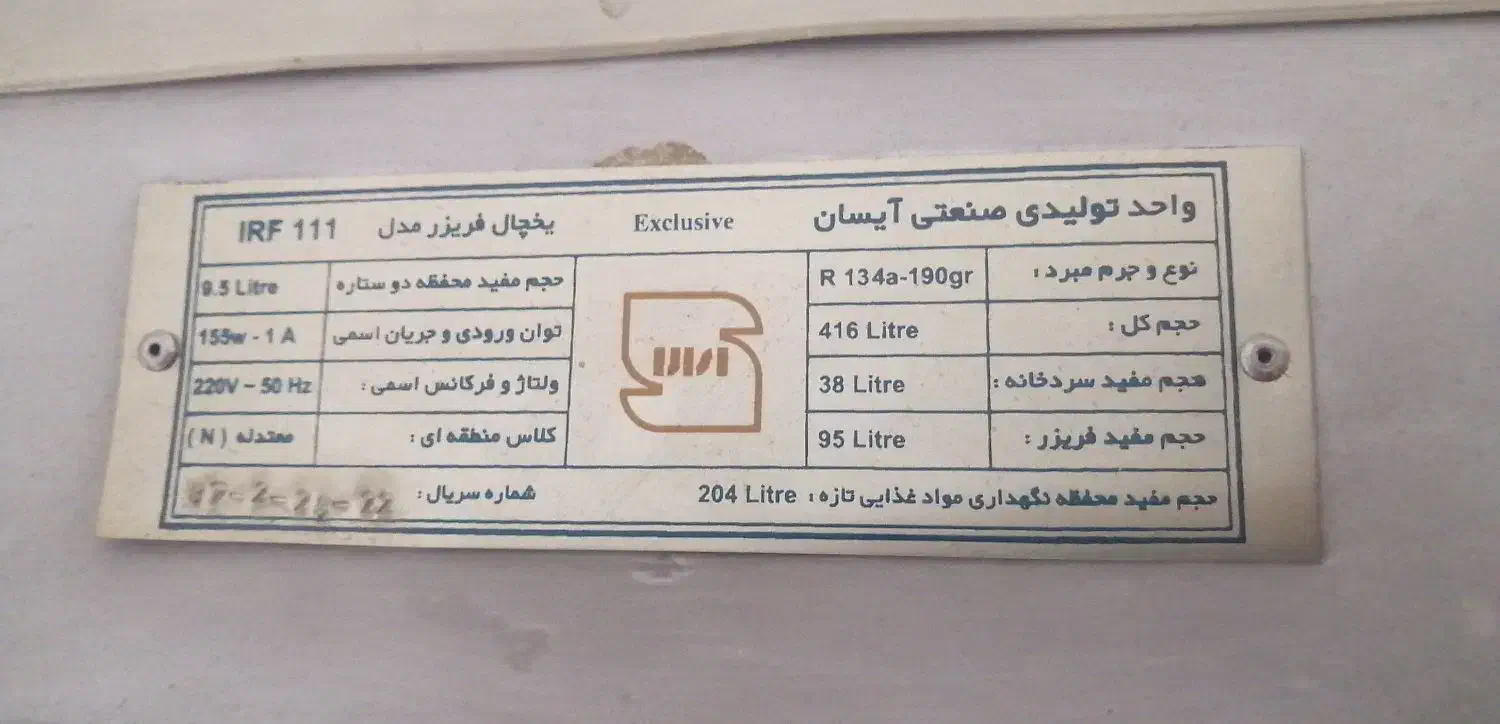 واحد تولیدی صنعتی آیسان Exclusive یخچال فریزر مدل IRF 111
نوع و جرم مبرد: R 134a-190gr
حجم کل: 416 Litre
هجم مفید سردخانه: 38 Litre
حجم مفید فریزر: 95 Litre
حجم مفید محفظه دو ستاره 9.5 Litre
توان ورودی و جریان اسمی 155w - 1 A
ولتاژ و فرکانس اسمی: 220V ~ 50 Hz
کلاس منطقه ای: معتدله (N)
حجم مفید محفظه نگهداری مواد غذایی تازه: 204 Litre
شماره سریال: